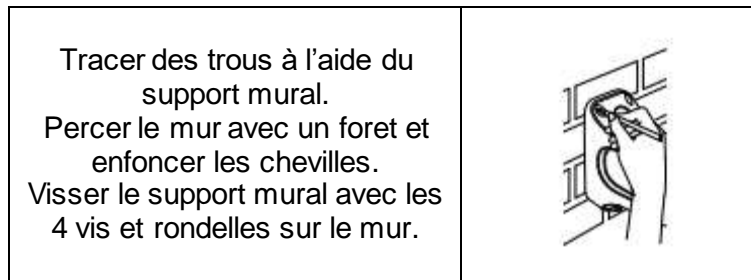 Tracer des trous à l’aide du
support mural.
Percer le mur avec un foret et
enfoncer les chevilles.
Visser le support mural avec les
4 vis et rondelles sur le mur.